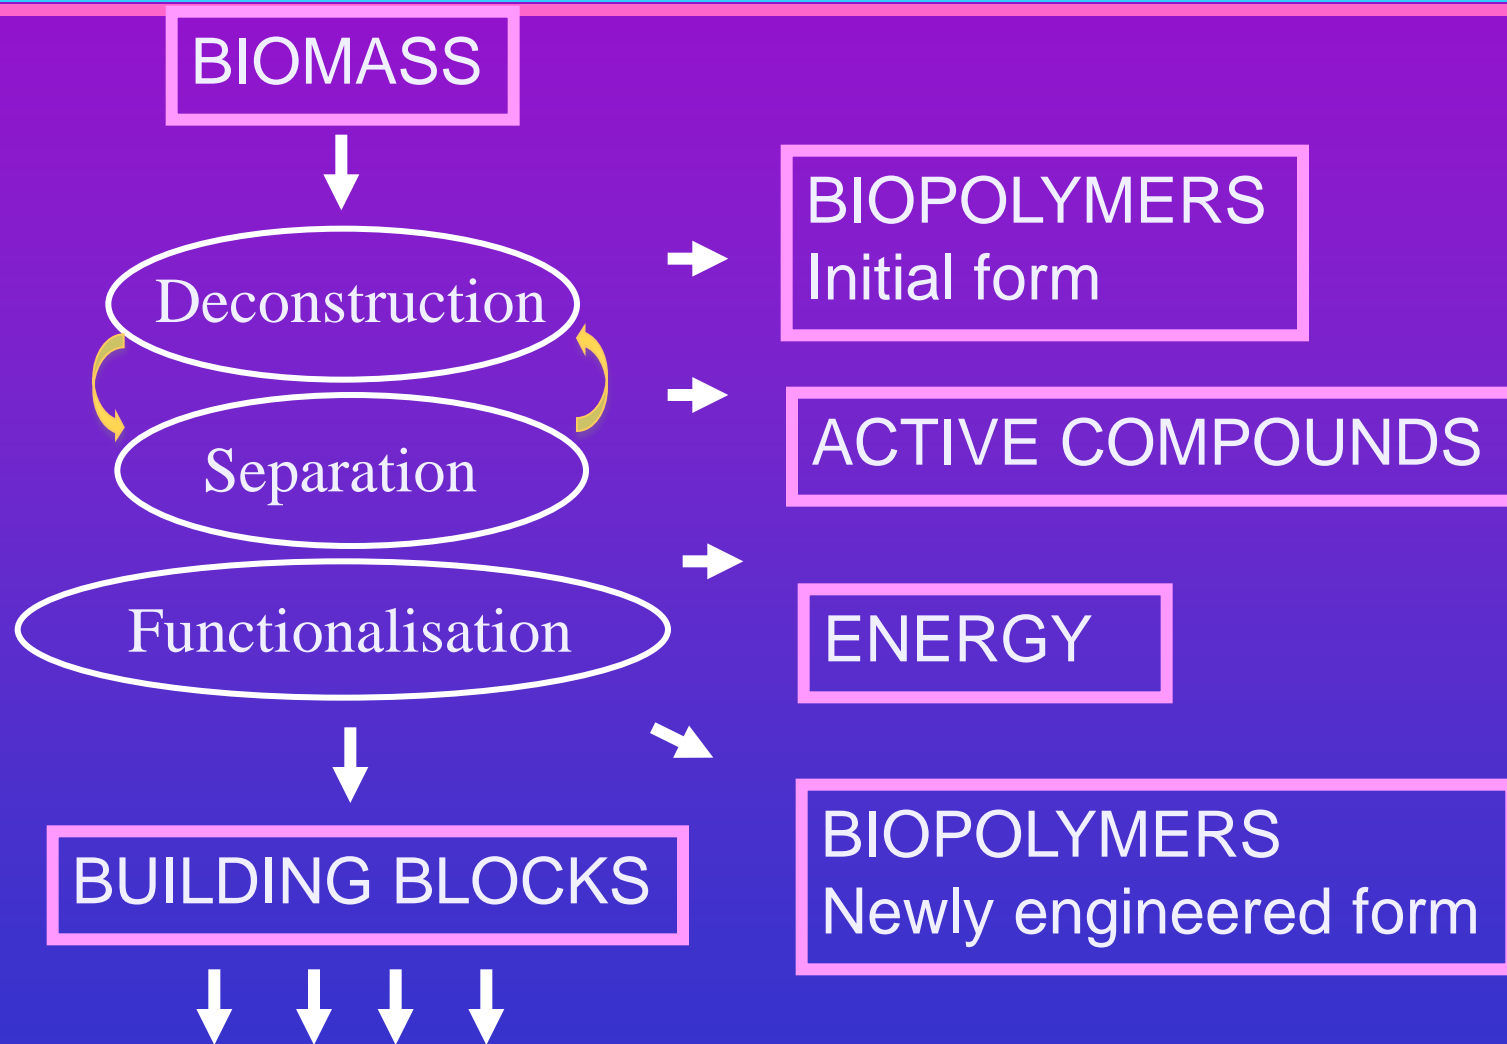 BIOMASS
Deconstruction
Separation
Functionalisation
BUILDING BLOCKS
BIOPOLYMERS
Initial form
ACTIVE COMPOUNDS
ENERGY
BIOPOLYMERS
Newly engineered form